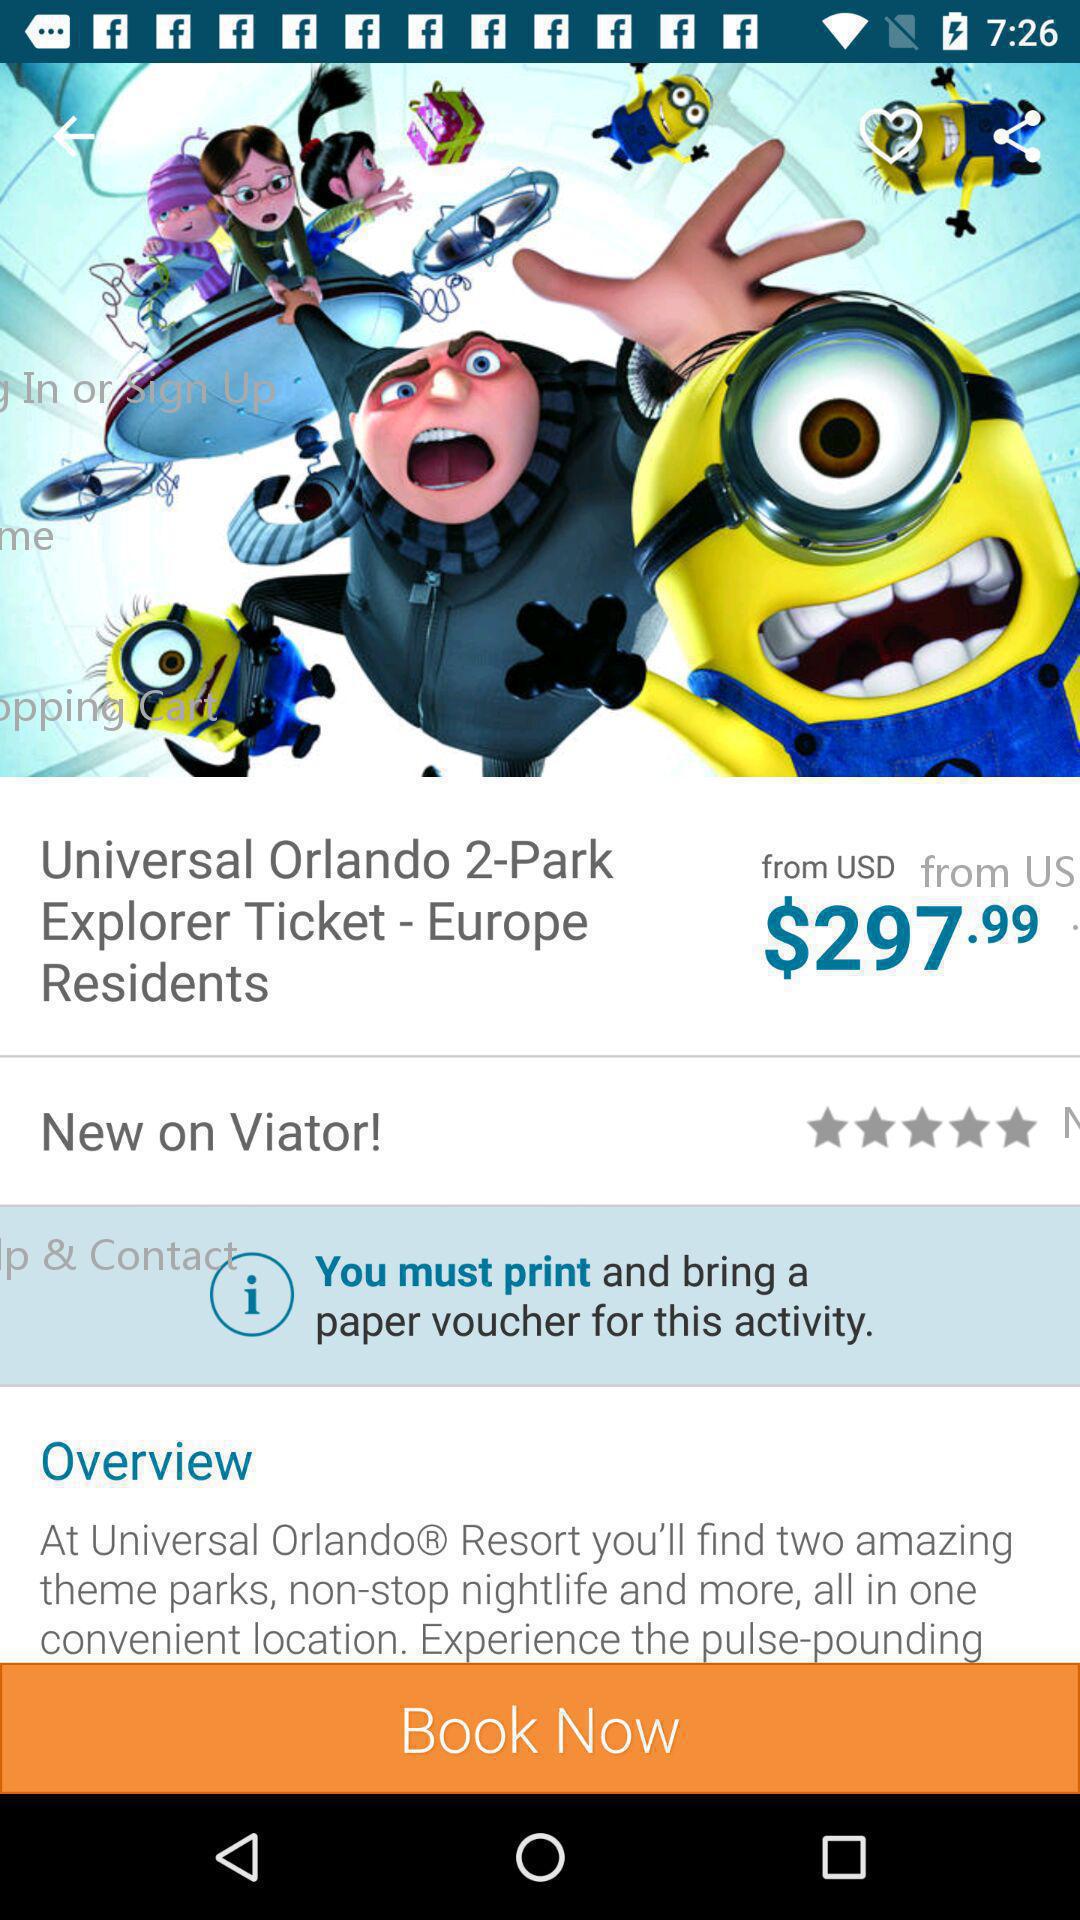 7:26
g In or Sign Up
me
opping Cart
Universal Orlando 2-Park
Explorer Ticket - Europe
Residents
from USD
from US
$297.99
New on Viator!
N
lp & Contact
You must print and bring a
paper voucher for this activity.
Overview
At Universal Orlando® Resort you’ll find two amazing
theme parks, non-stop nightlife and more, all in one
convenient location. Experience the pulse-pounding
Book Now